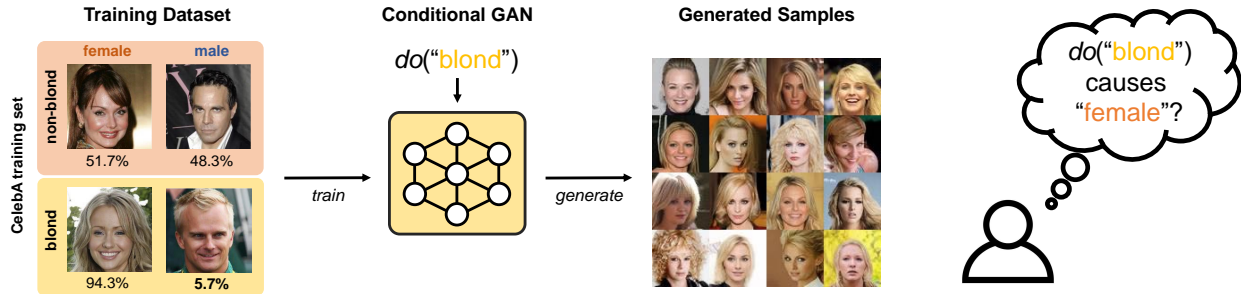 Training Dataset
Conditional GAN
Generated Samples
female
male
do(“blond”)
do(“blond”)
causes
“female”?
CelebA training set
non-blond
51.7%
48.3%
train
generate
blond
94.3%
5.7%